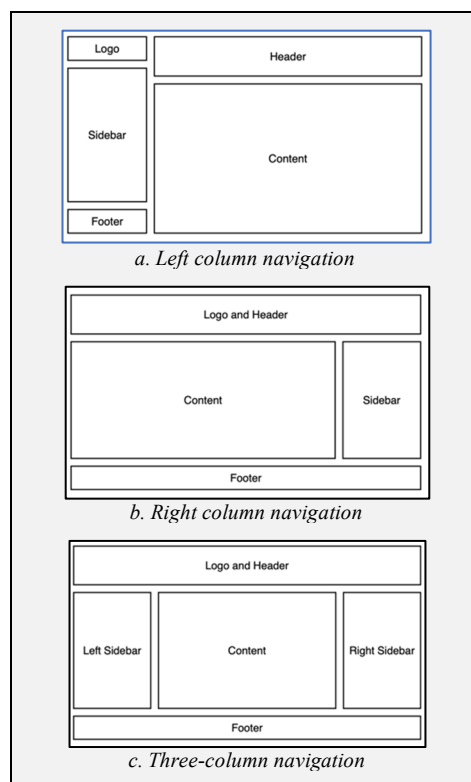 Logo
Header
Sidebar
Content
Footer
a. Left column navigation
Logo and Header
Content
Sidebar
Footer
b. Right column navigation
Logo and Header
Left Sidebar
Content
Right Sidebar
Footer
c. Three-column navigation